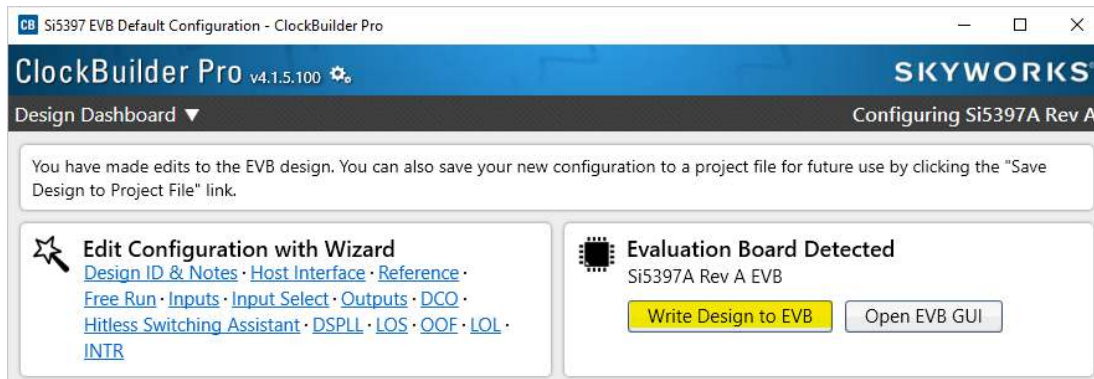 CB Si5397 EVB Default Configuration - ClockBuilder Pro
ClockBuilder Pro v4.1.5.100
SKYWORKS®
Design Dashboard ▼
Configuring Si5397A Rev A
You have made edits to the EVB design. You can also save your new configuration to a project file for future use by clicking the "Save
Design to Project File" link.
Edit Configuration with Wizard
Design ID & Notes · Host Interface · Reference ·
Free Run · Inputs · Input Select · Outputs · DCO ·
Hitless Switching Assistant · DSPLL · LOS · OOF · LOL ·
INTR
Evaluation Board Detected
Si5397A Rev A EVB
Write Design to EVB
Open EVB GUI